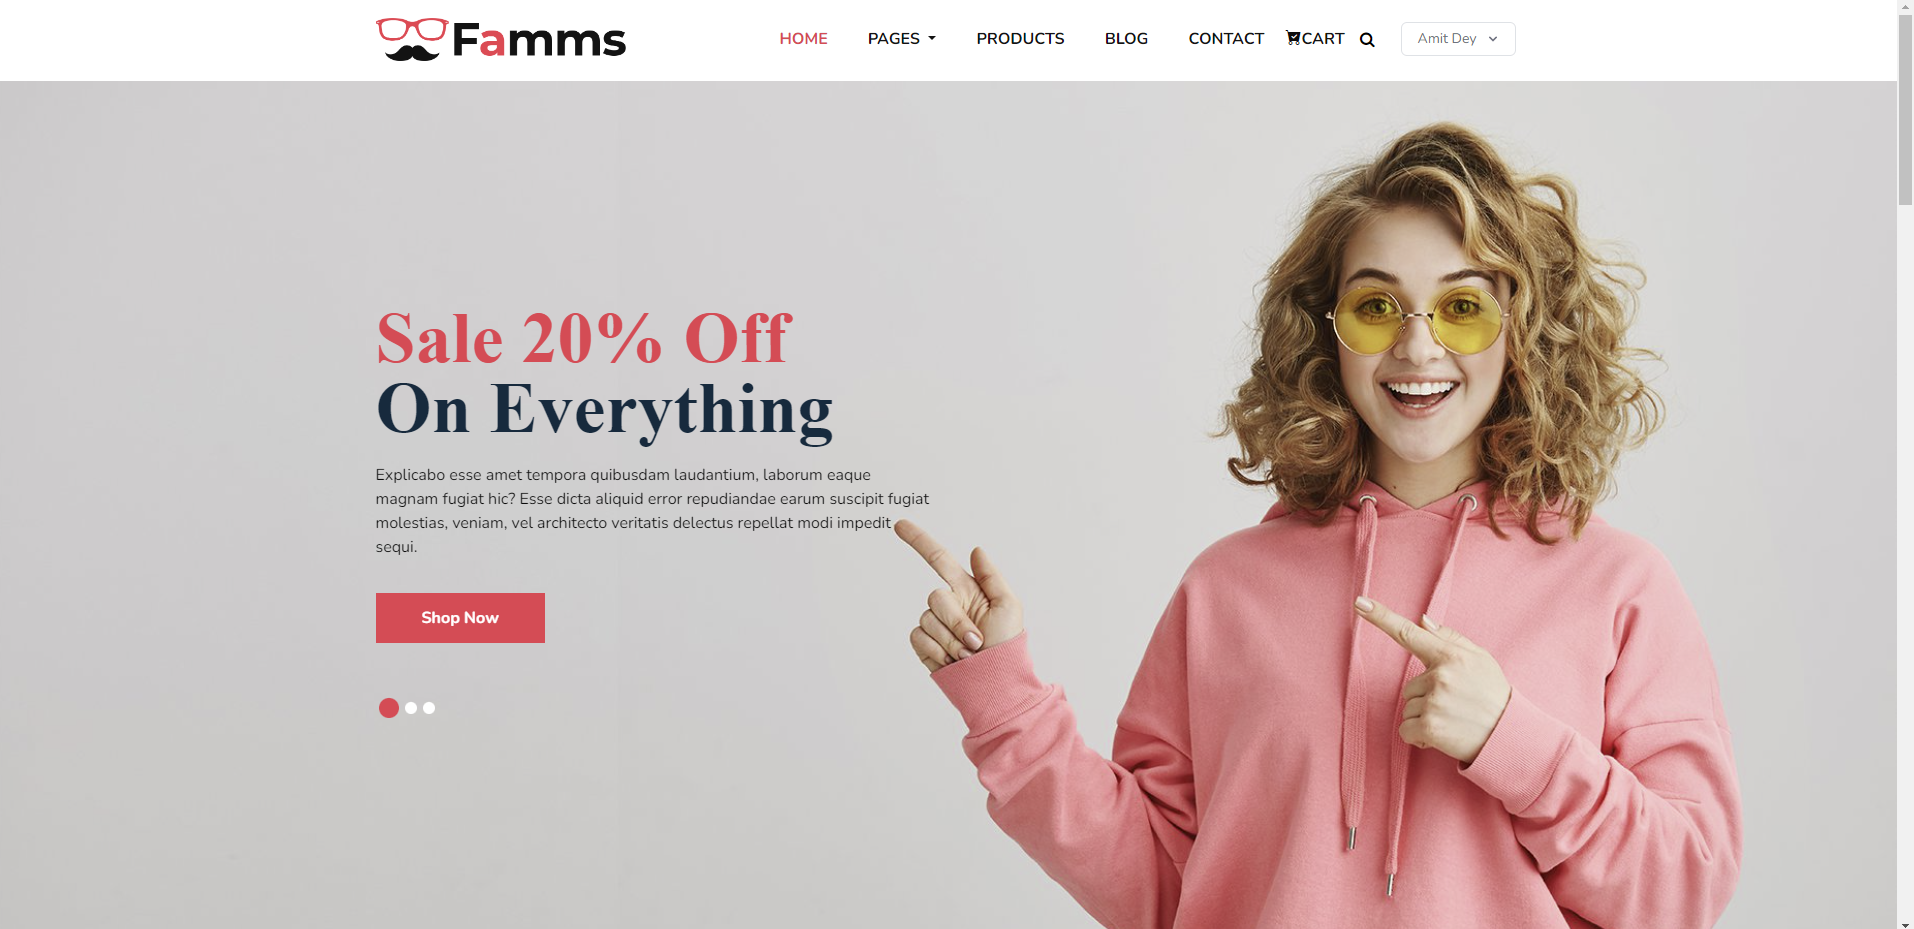 Famms
HOME PAGES PRODUCTS BLOG CONTACT CART Amit Dey
Sale 20% Off
On Everything
Explicabo esse amet tempora quibusdam laudantium, laborum eaque
magnam fugiat hic? Esse dicta aliquid error repudiandae earum suscipit fugiat
molestias, veniam, vel architecto veritatis delectus repellat modi impedit
sequi.
Shop Now